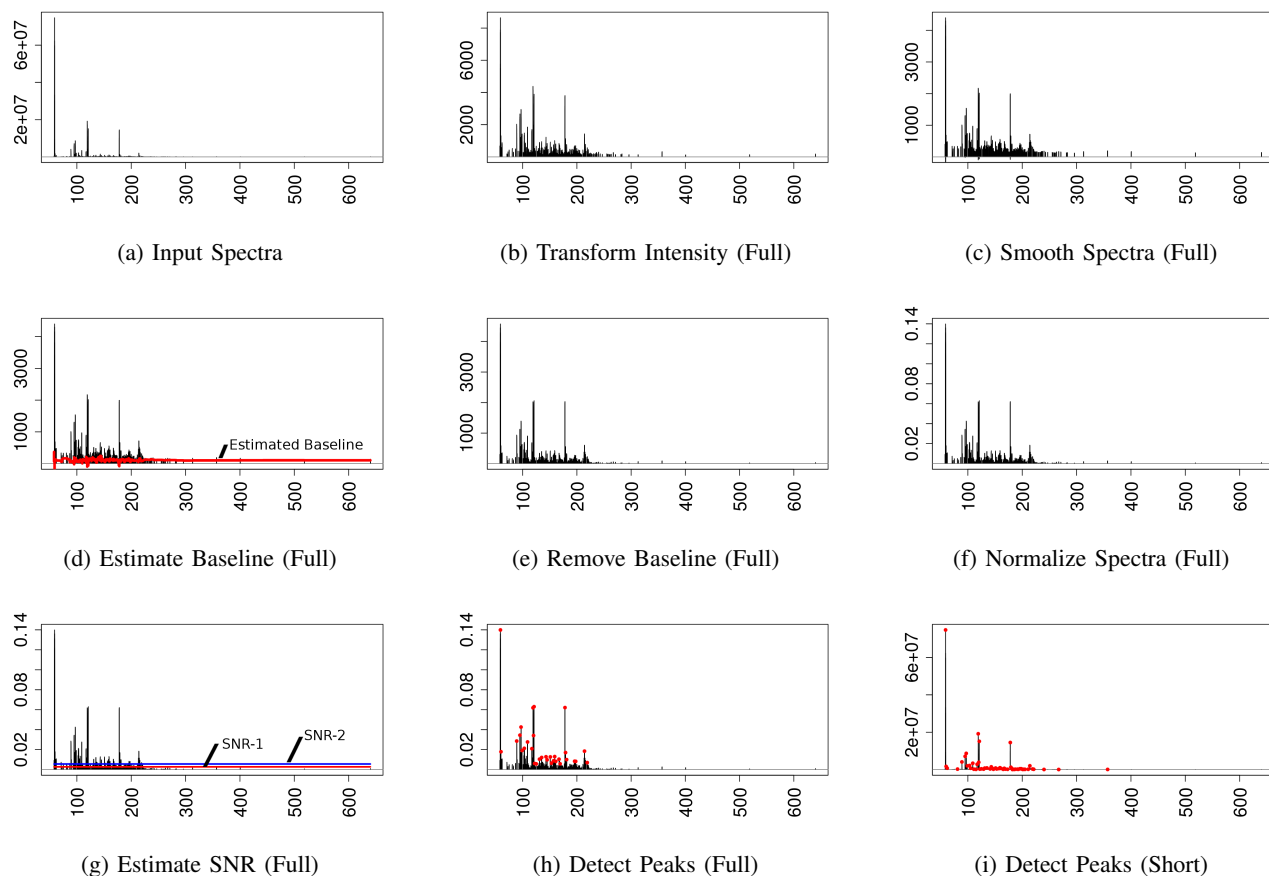 6e+07
2e+07
100 200 300 400 500 600
(a) Input Spectra
6000
2000
100 200 300 400 500 600
(b) Transform Intensity (Full)
3000
1000
100 200 300 400 500 600
(c) Smooth Spectra (Full)
3000
1000
Estimated Baseline
100 200 300 400 500 600
(d) Estimate Baseline (Full)
3000
1000
100 200 300 400 500 600
(e) Remove Baseline (Full)
0.14
0.08
0.02
100 200 300 400 500 600
(f) Normalize Spectra (Full)
0.14
0.08
0.02
SNR-1
SNR-2
100 200 300 400 500 600
(g) Estimate SNR (Full)
0.14
0.08
0.02
100 200 300 400 500 600
(h) Detect Peaks (Full)
6e+07
2e+07
100 200 300 400 500 600
(i) Detect Peaks (Short)